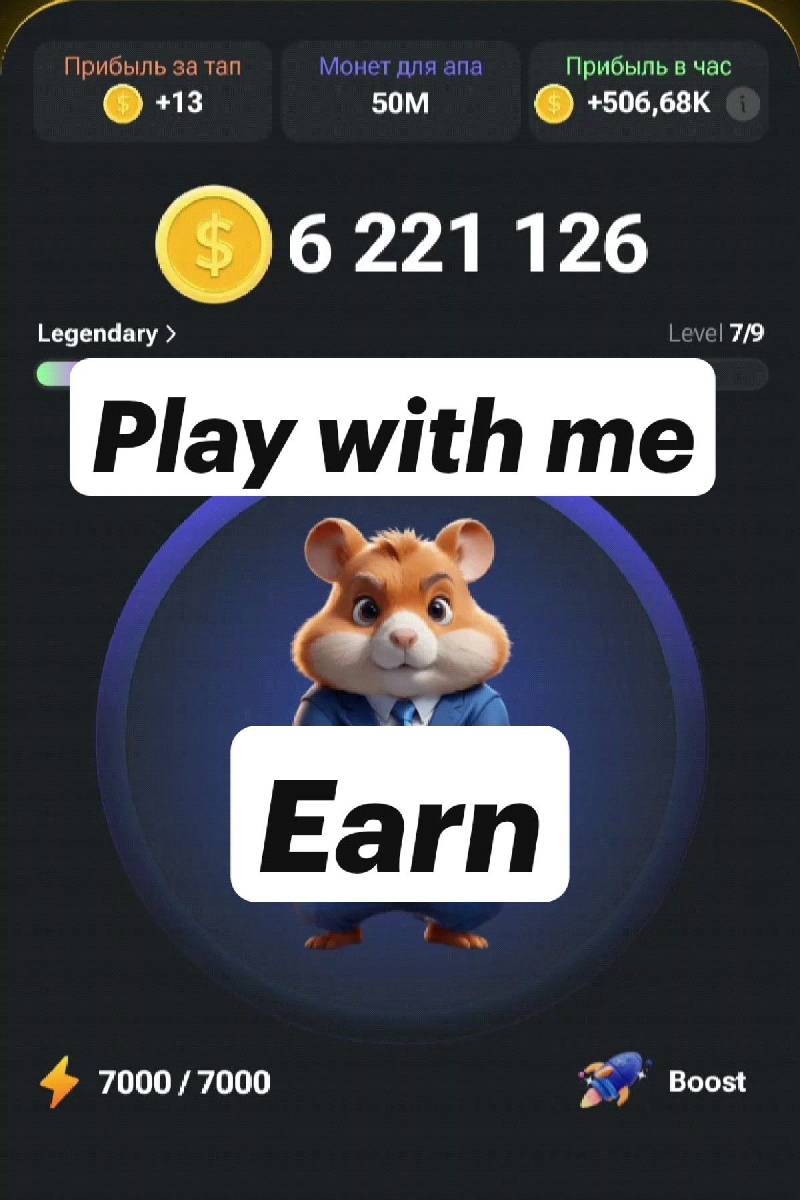 Прибыль за тап
+13
Монет для апа
50M
Прибыль в час
+506,68K
6 221 126
Legendary >
Level 7/9
Play with me
Earn
7000 / 7000
Boost